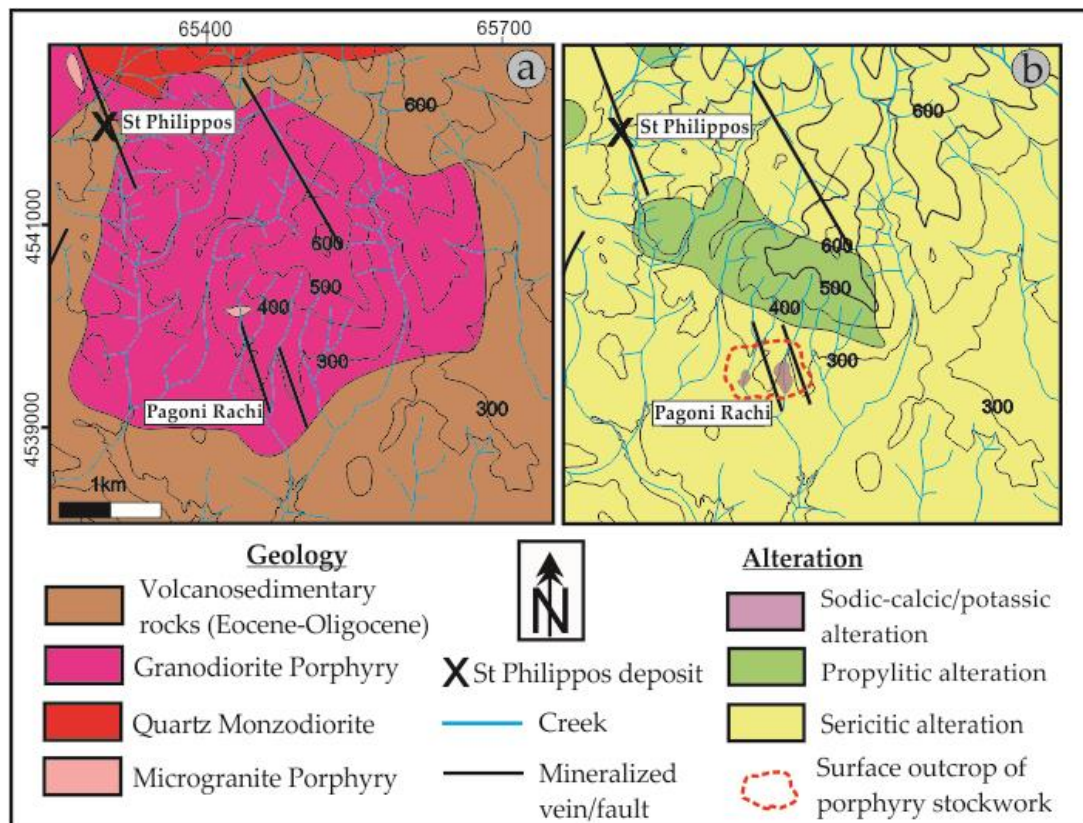 65400
65700
a
600
St Philippos
4541000
600
500
400
300
Pagoni Rachi
4539000
300
1km
b
600
St Philippos
600
500
400
300
Pagoni Rachi
300
Geology
Volcanosedimentary
rocks (Eocene-Oligocene)
Granodiorite Porphyry
Quartz Monzodiorite
Microgranite Porphyry
N
X St Philippos deposit
Creek
Mineralized
vein/fault
Alteration
Sodic-calcic/potassic
alteration
Propylitic alteration
Sericitic alteration
Surface outcrop of
porphyry stockwork